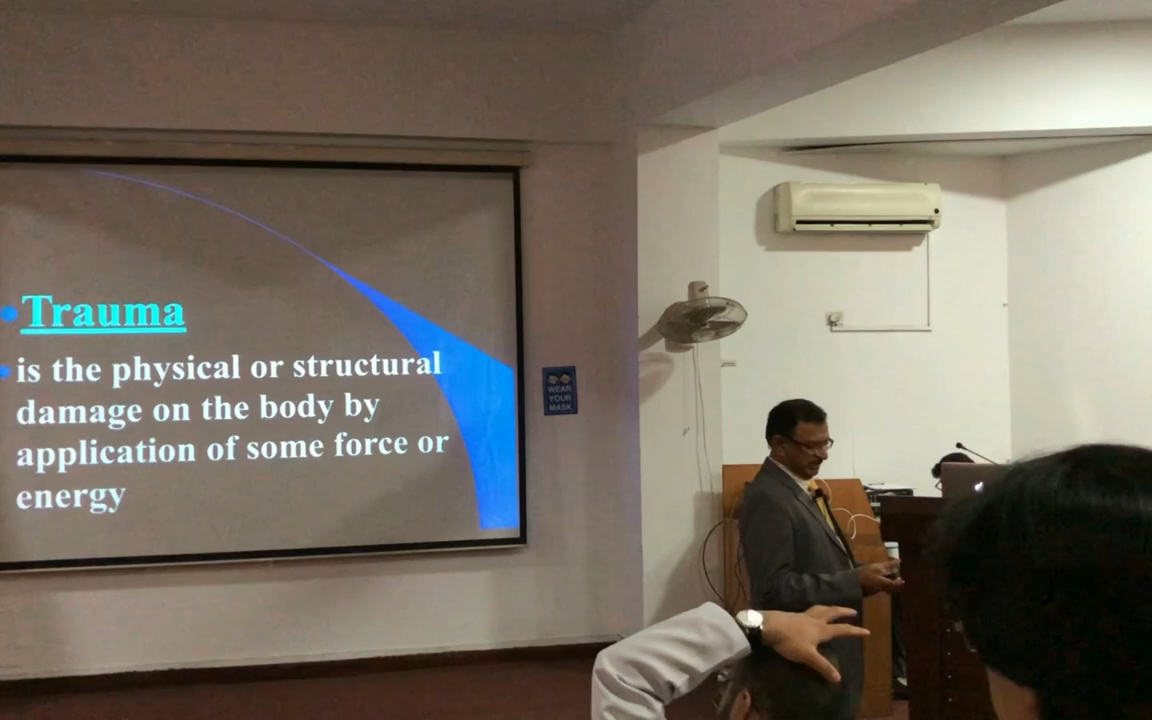 Trauma
is the physical or structural
damage on the body by
application of some force or
energy
WEAR
YOUR
MASK